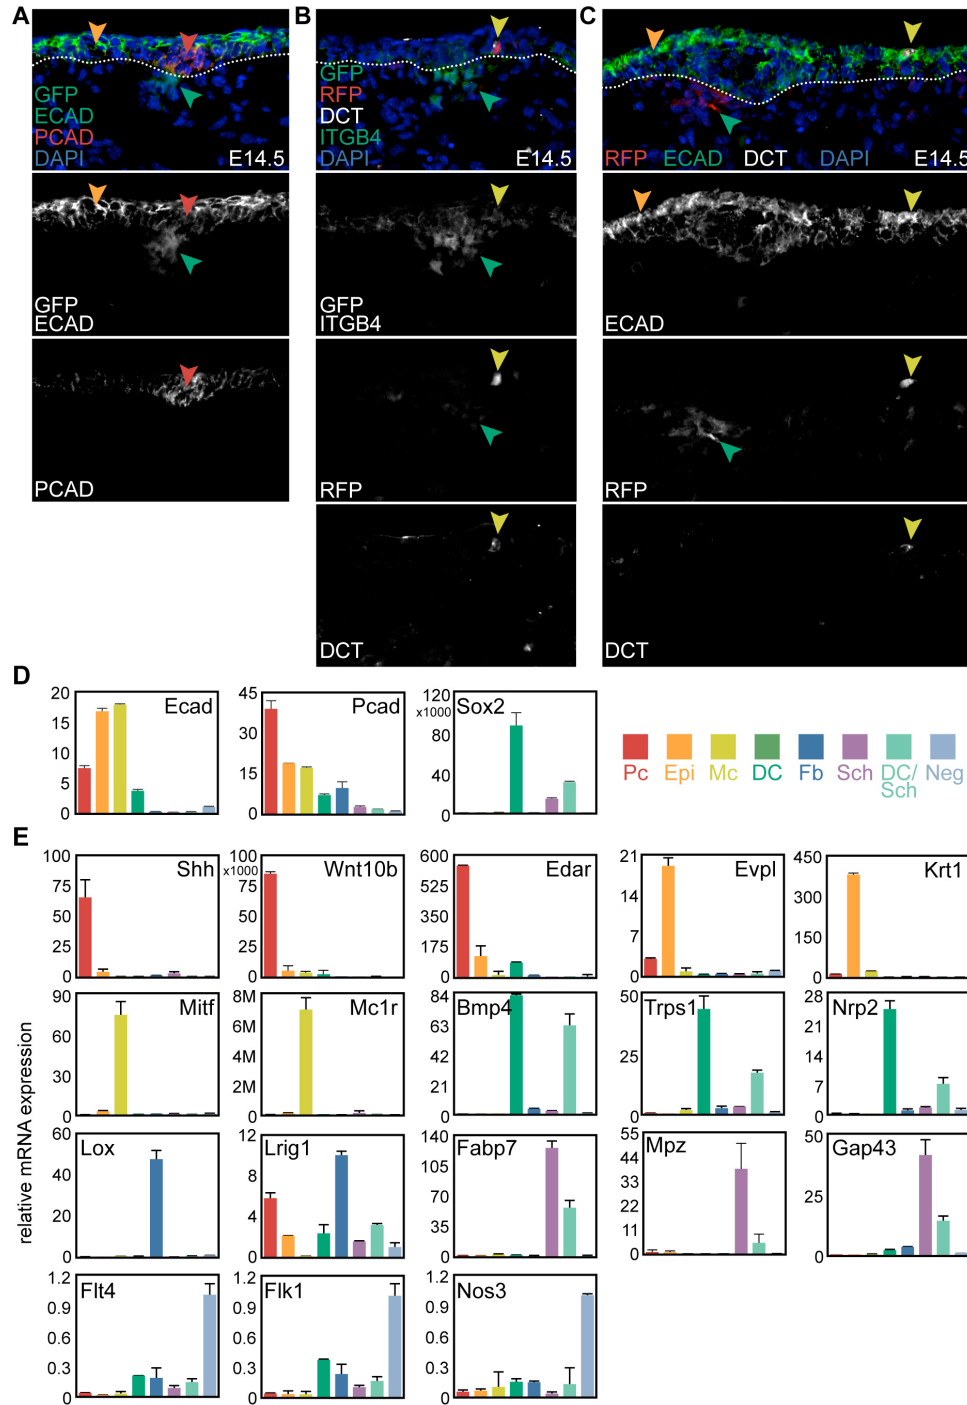 A
GFP
ECAD
PCAD
DAPI
E14.5
GFP
ECAD
PCAD
B
GFP
RFP
DCT
ITGB4
DAPI
E14.5
GFP
ITGB4
RFP
DCT
C
RFP ECAD DCT DAPI E14.5
ECAD
RFP
DCT
D
20
15
10
5
0
Ecad
45
30
15
0
Pcad
120
x1000
80
40
0
Sox2
Pc Epi Mc DC Fb Sch DC/ Neg
Sch
E
relative mRNA expression
100
75
50
25
0
Shh
100
x1000
75
50
25
0
Wnt10b
600
525
350
175
0
Edar
21
14
7
0
Evpl
450
300
150
0
Krt1
90
60
30
0
Mitf
8M
6M
4M
2M
0
Mc1r
84
63
42
21
0
Bmp4
50
25
0
Trps1
28
21
14
7
0
Nrp2
60
40
20
0
Lox
12
9
6
3
0
Lrig1
140
105
70
35
0
Fabp7
55
44
33
22
11
0
Mpz
50
25
0
Gap43
1.2
0.9
0.6
0.3
0
Flt4
1.2
0.9
0.6
0.3
0
Flk1
1.2
0.9
0.6
0.3
0
Nos3